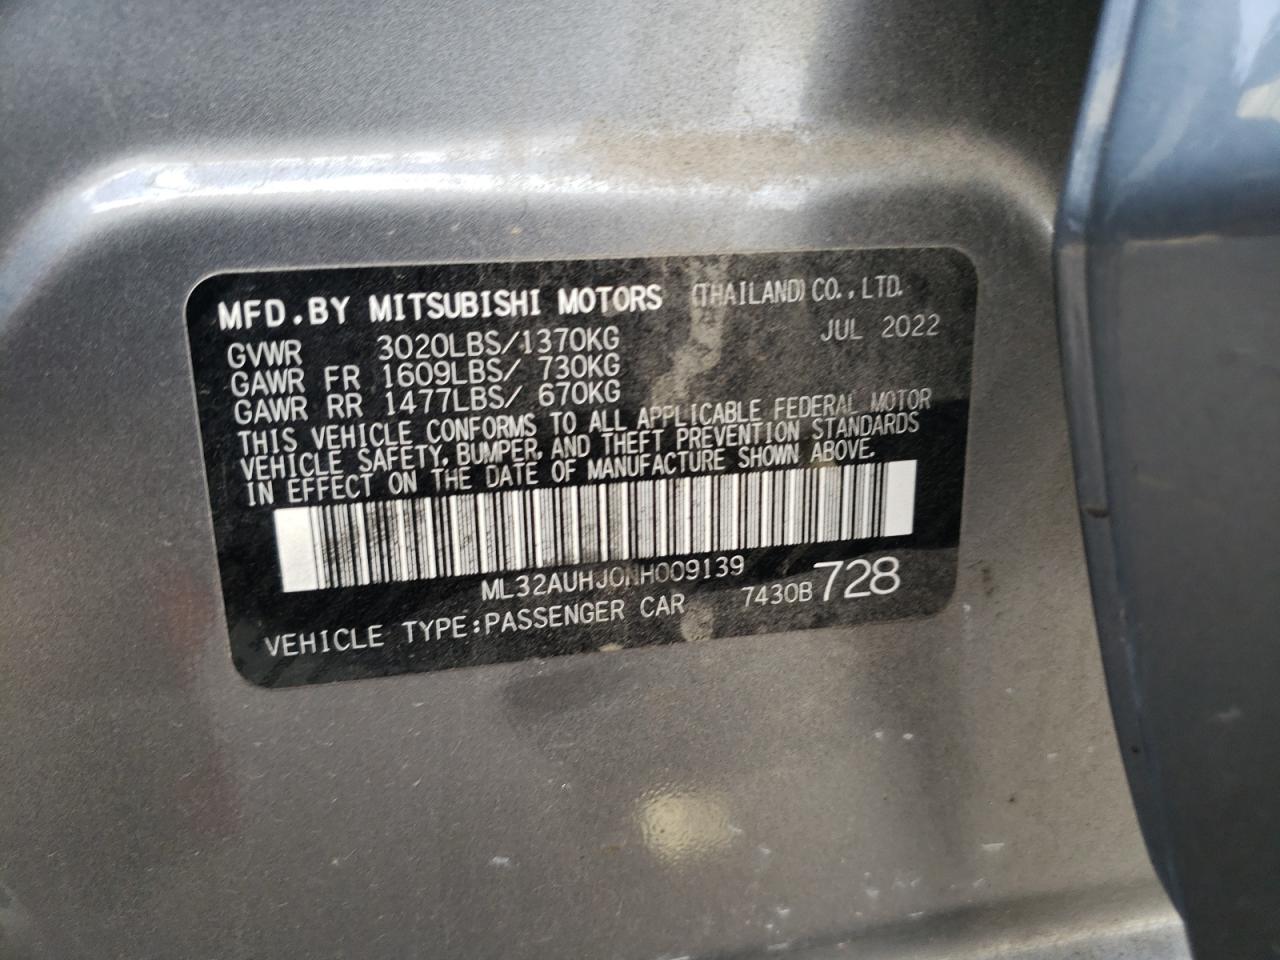 MFD.BY MITSUBISHI MOTORS (THAILAND) CO.,LTD.
JUL 2022
GVWR 3020LBS/1370KG
GAWR FR 1609LBS/ 730KG
GAWR RR 1477LBS/ 670KG
THIS VEHICLE CONFORMS TO ALL APPLICABLE FEDERAL MOTOR
VEHICLE SAFETY, BUMPER, AND THEFT PREVENTION STANDARDS
IN EFFECT ON THE DATE OF MANUFACTURE SHOWN ABOVE.
ML32AUHJ0NH009139
7430B 728
VEHICLE TYPE:PASSENGER CAR